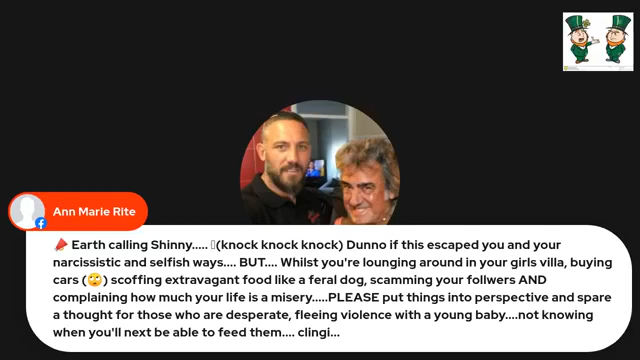 Ann Marie Rite
📣 Earth calling Shinny..... ▯(knock knock knock) Dunno if this escaped you and your
narcissistic and selfish ways.... BUT.... Whilst you're lounging around in your girls villa, buying
cars (🙄) scoffing extravagant food like a feral dog, scamming your follwers AND
complaining how much your life is a misery.....PLEASE put things into perspective and spare
a thought for those who are desperate, fleeing violence with a young baby....not knowing
when you'll next be able to feed them.... clingi...